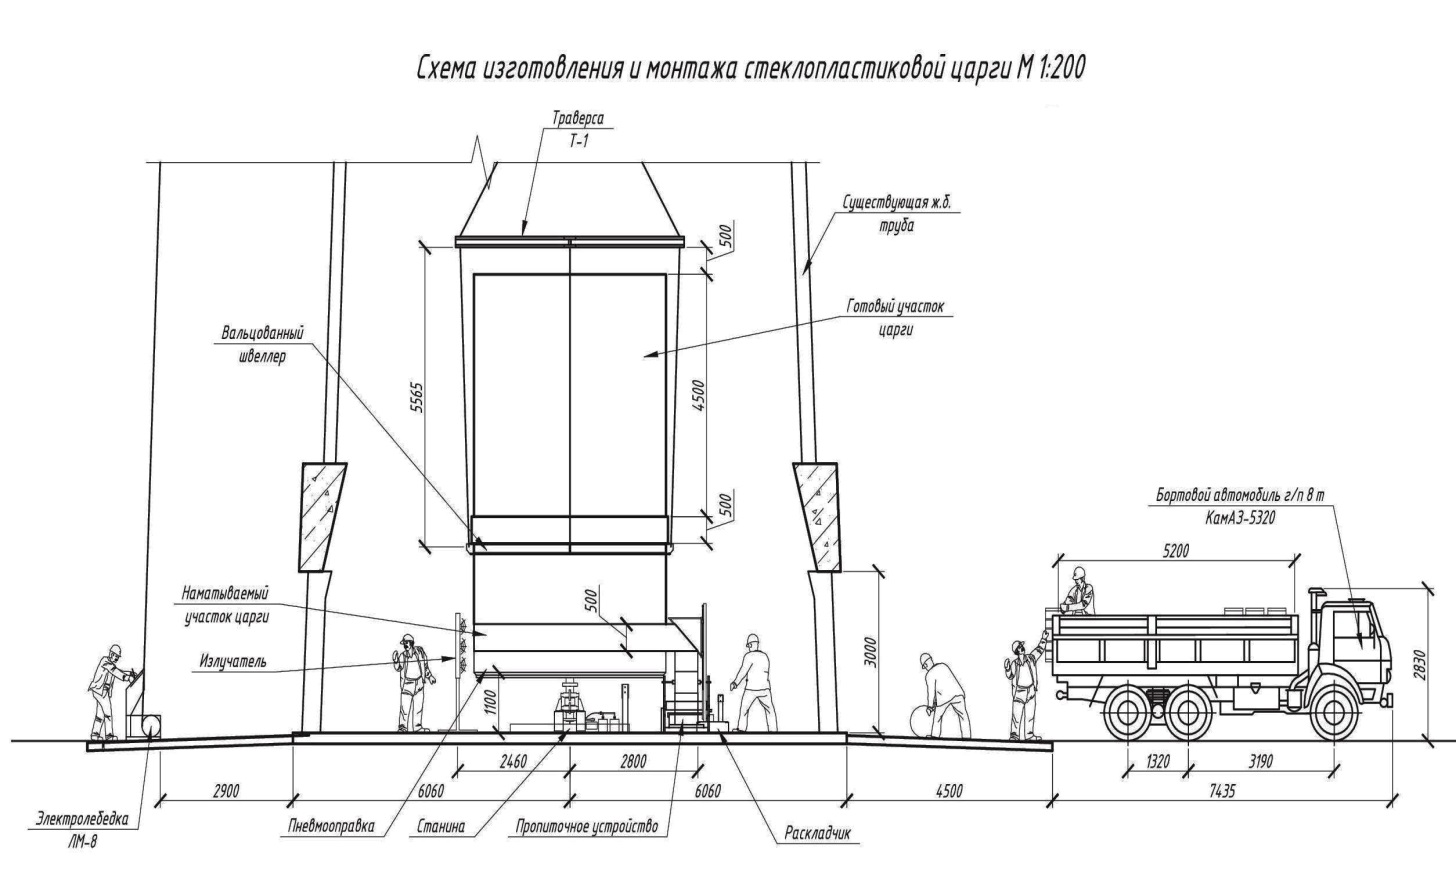 Схема изготовления и монтажа стеклопластиковой царги М 1:200
Траверса
Т-1
Существующая ж.б.
труба
500
Готовый участок
царги
Вальцованный
швеллер
5565
4500
500
Бортовой автомобиль г/п 8 т
КамАЗ-5320
5200
Наматываемый
участок царги
500
Излучатель
3000
2830
1100
2460
2800
1320
3190
2900
6060
6060
4500
7435
Электролебедка
ЛМ-8
Пневмооправка
Станина
Пропиточное устройство
Раскладчик